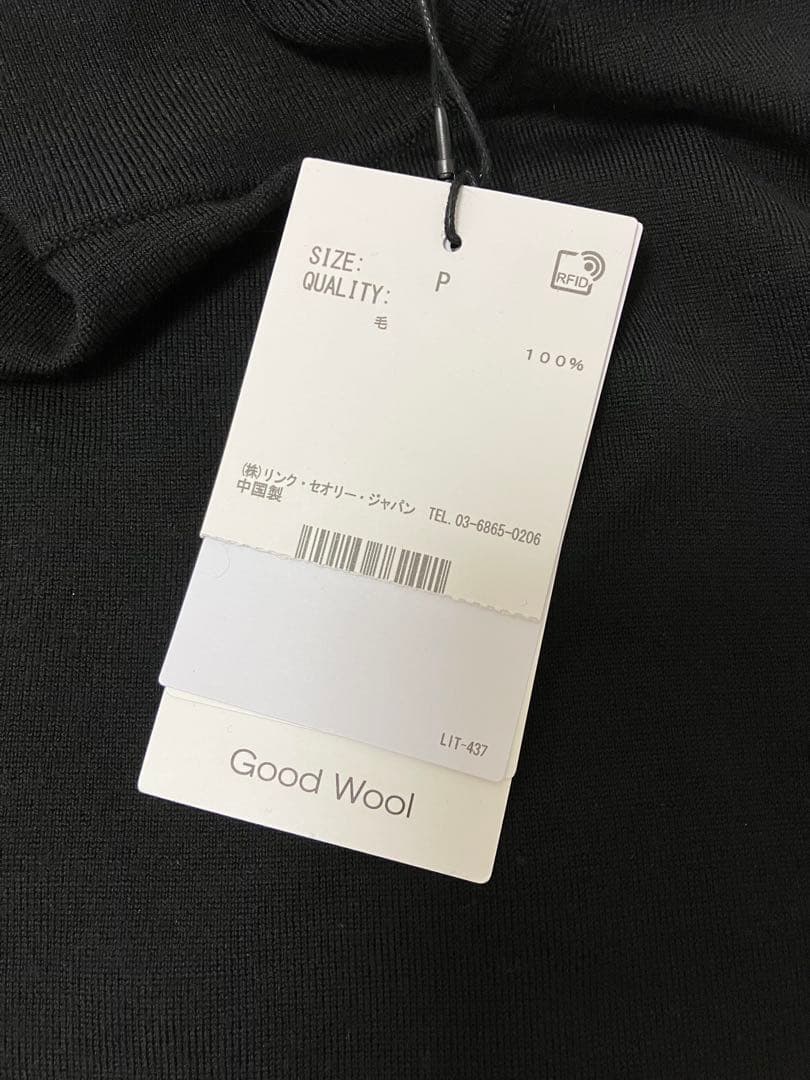 SIZE: P
QUALITY:
毛
100%
RFID
(株)リンク・セオリー・ジャパン TEL.03-6865-0206
中国製
LIT-437
Good Wool